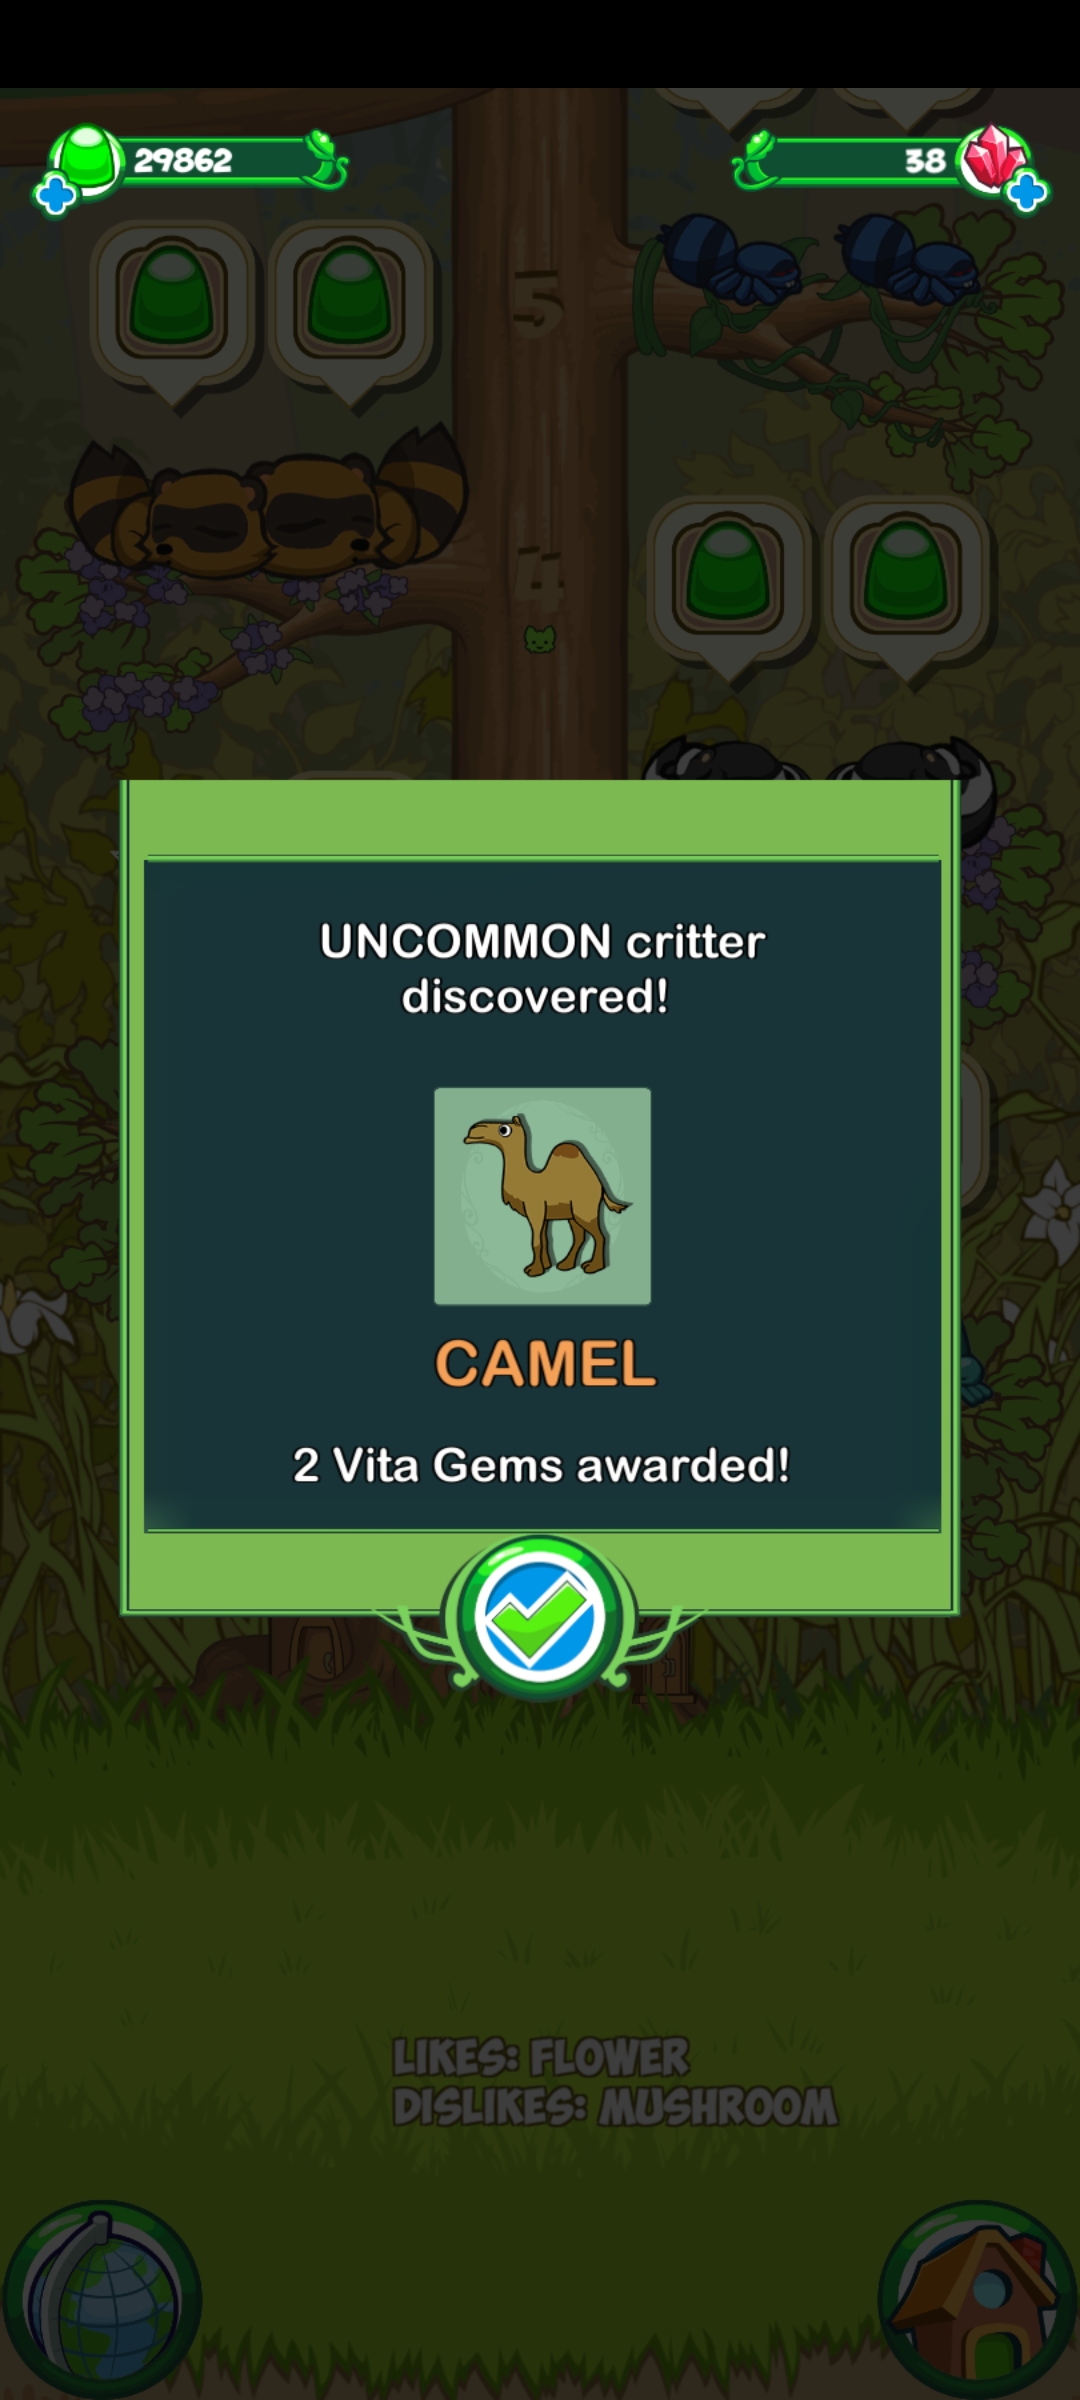 29862
38
5
4
UNCOMMON critter
discovered!
CAMEL
2 Vita Gems awarded!
LIKES: FLOWER
DISLIKES: MUSHROOM